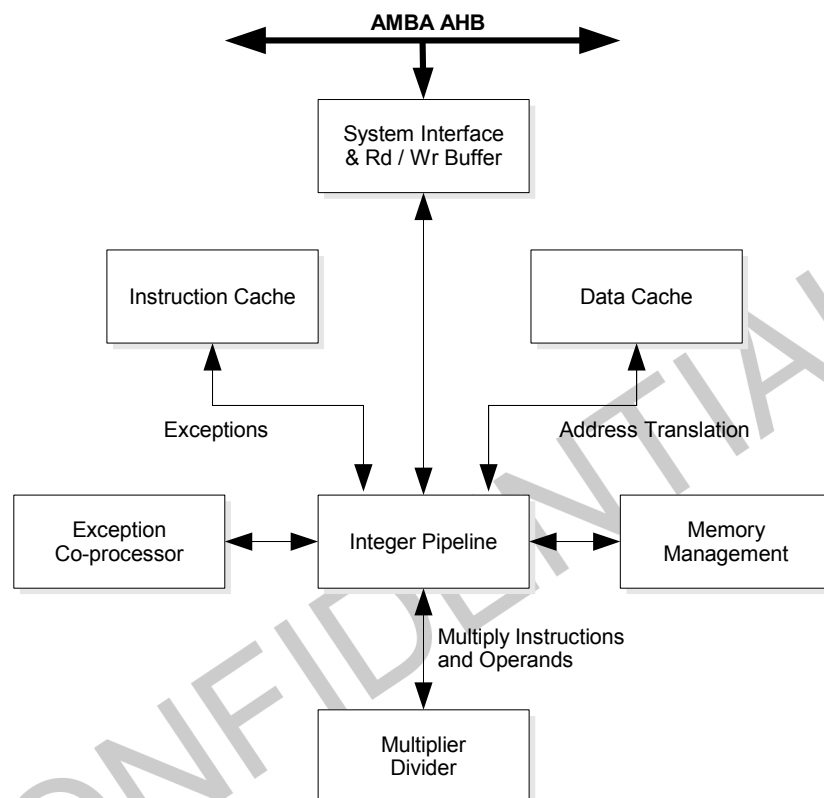 AMBA AHB
System Interface
& Rd / Wr Buffer
Instruction Cache
Data Cache
Exceptions
Address Translation
Exception
Co-processor
Integer Pipeline
Memory
Management
Multiply Instructions
and Operands
Multiplier
Divider
ONFIDENTIAL